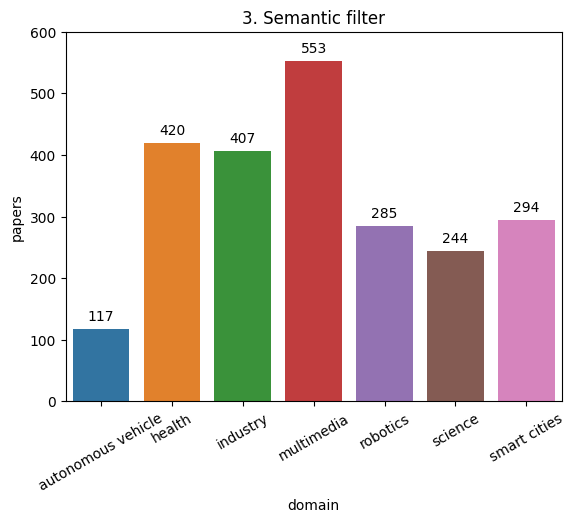 3. Semantic filter
600
500
400
300
200
100
0
papers
117
420
407
553
285
244
294
autonomous vehicle
health
industry
multimedia
robotics
science
smart cities
domain